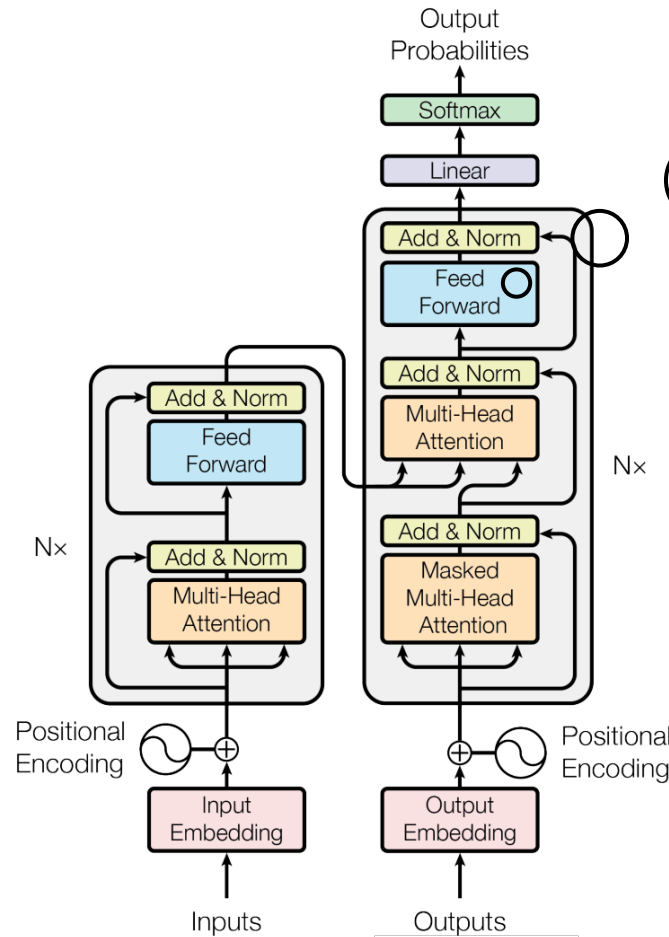 Output
Probabilities
Softmax
Linear
Add & Norm
Feed
Forward
Add & Norm
Multi-Head
Attention
Nx
Add & Norm
Masked
Multi-Head
Attention
Add & Norm
Feed
Forward
Nx
Add & Norm
Multi-Head
Attention
Positional
Encoding
Positional
Encoding
Input
Embedding
Output
Embedding
Inputs
Outputs